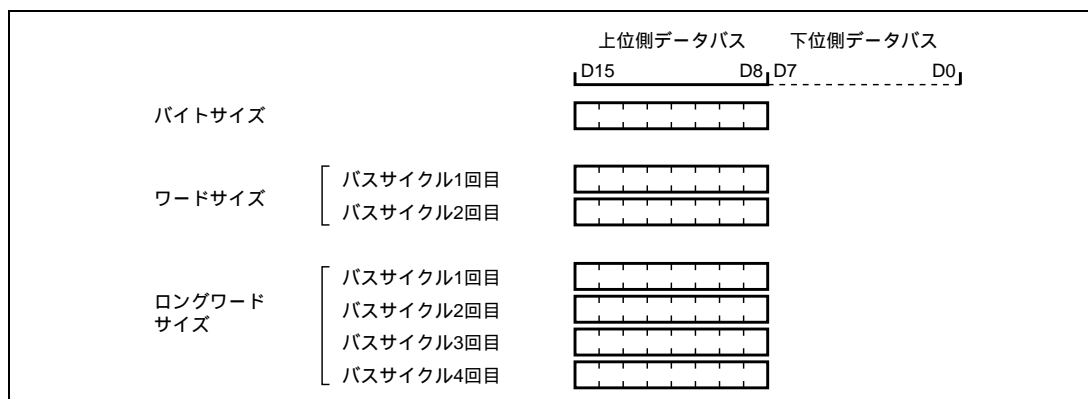 上位側データバス 下位側データバス
D15 D8 D7 D0
バイトサイズ
ワードサイズ
バスサイクル1回目
バスサイクル2回目
ロングワード
サイズ
バスサイクル1回目
バスサイクル2回目
バスサイクル3回目
バスサイクル4回目